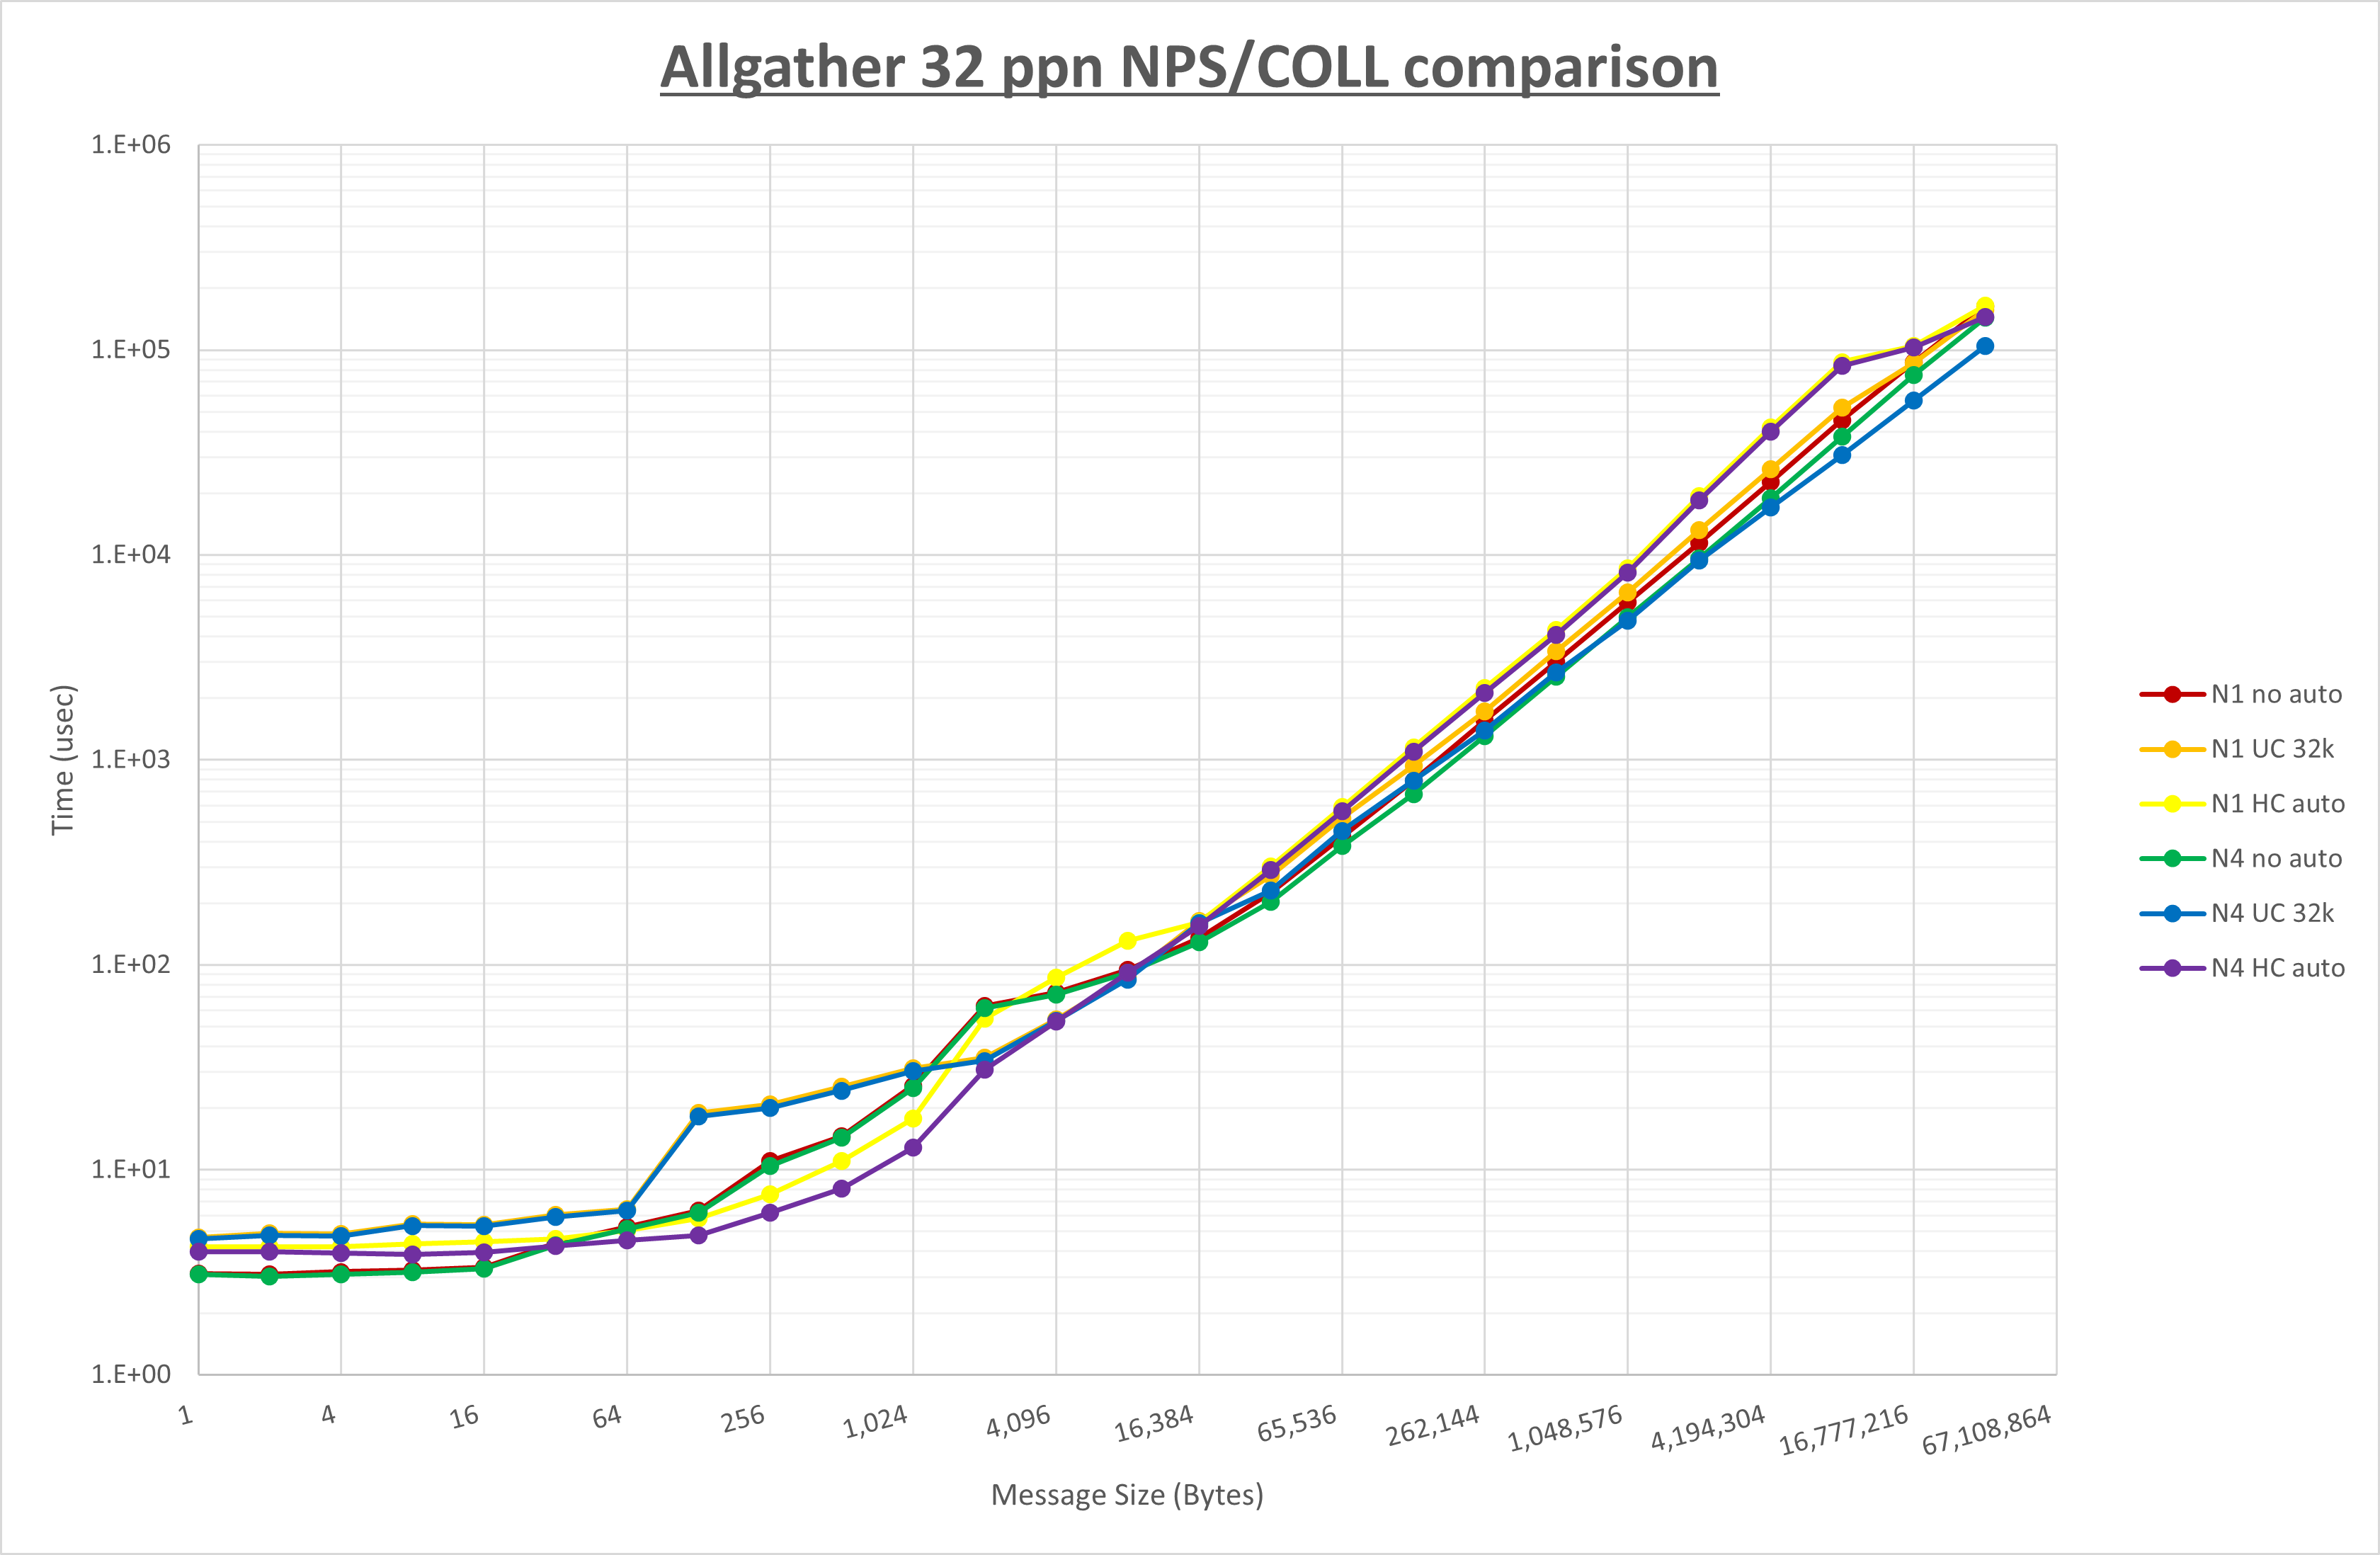 Allgather 32 ppn NPS/COLL comparison
1.E+06
1.E+05
1.E+04
1.E+03
1.E+02
1.E+01
1.E+00
Time (usec)
1
4
16
64
256
1,024
4,096
16,384
65,536
262,144
1,048,576
4,194,304
16,777,216
67,108,864
Message Size (Bytes)
N1 no auto
N1 UC 32k
N1 HC auto
N4 no auto
N4 UC 32k
N4 HC auto